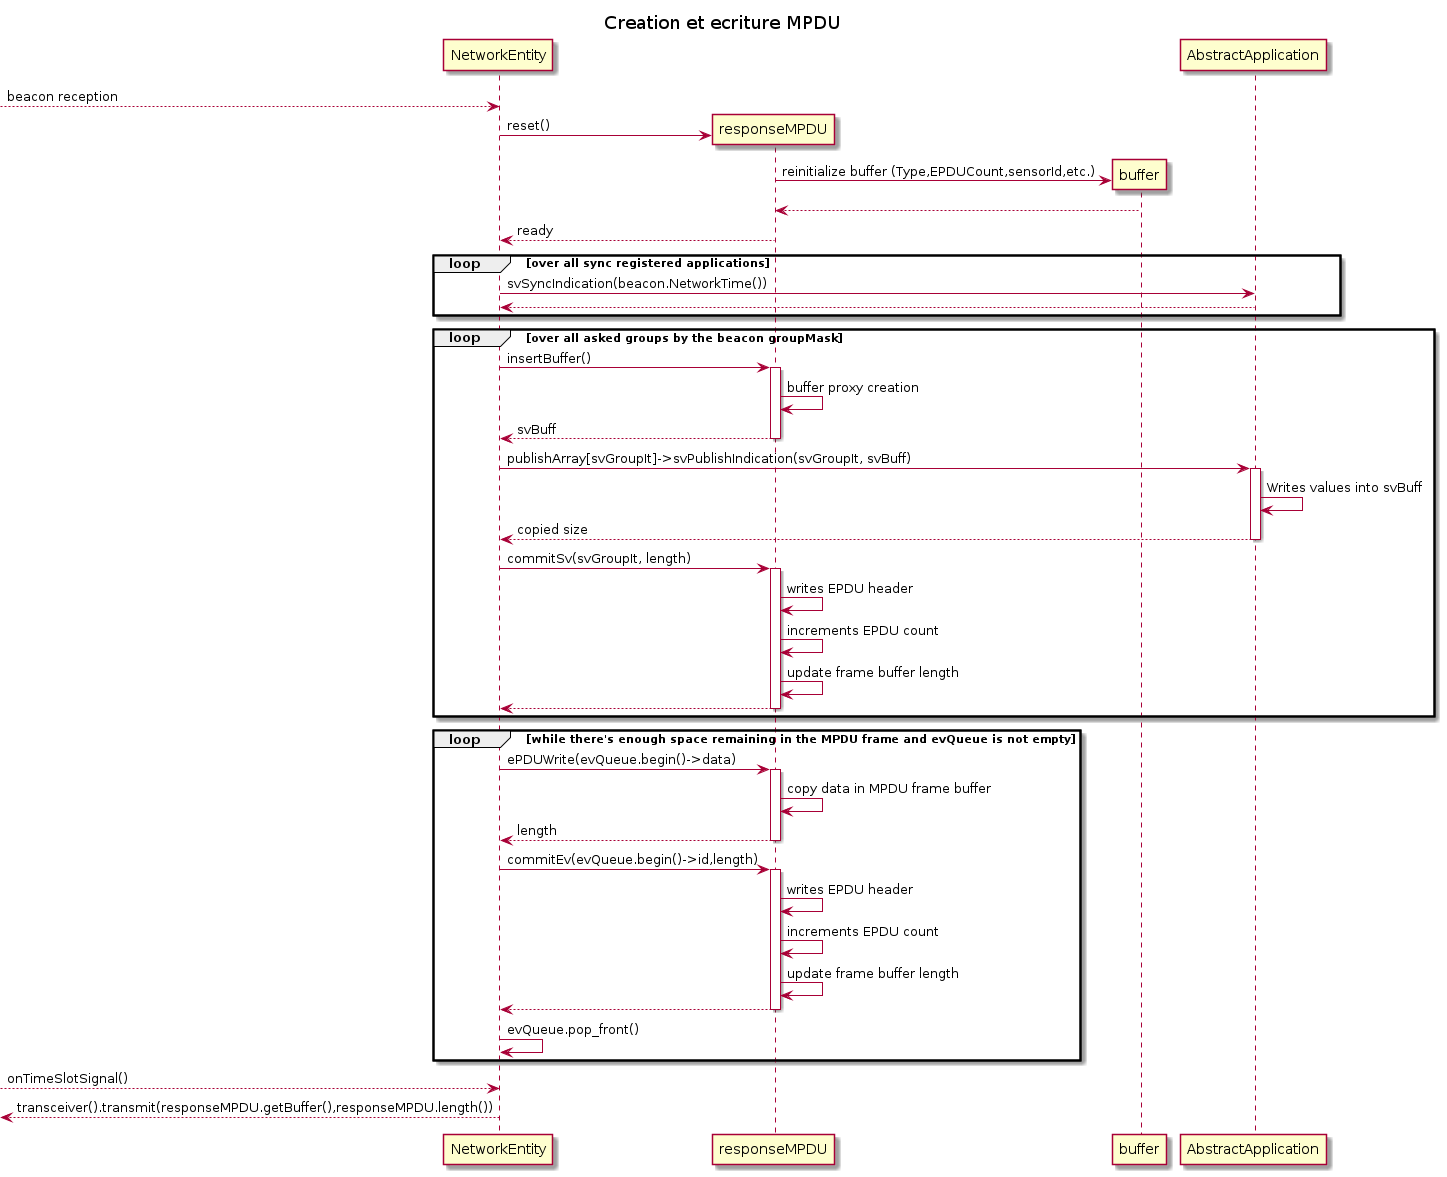 Creation et ecriture MPDU
NetworkEntity
AbstractApplication
beacon reception
reset()
responseMPDU
reinitialize buffer (Type,EPDUCount,sensorId,etc.)
buffer
ready
loop [over all sync registered applications]
svSyncIndication(beacon.NetworkTime())
loop [over all asked groups by the beacon groupMask]
insertBuffer()
buffer proxy creation
svBuff
publishArray[svGroupIt]->svPublishIndication(svGroupIt, svBuff)
Writes values into svBuff
copied size
commitSv(svGroupIt, length)
writes EPDU header
increments EPDU count
update frame buffer length
loop [while there's enough space remaining in the MPDU frame and evQueue is not empty]
ePDUWrite(evQueue.begin()->data)
copy data in MPDU frame buffer
length
commitEv(evQueue.begin()->id,length)
writes EPDU header
increments EPDU count
update frame buffer length
evQueue.pop_front()
onTimeSlotSignal()
transceiver().transmit(responseMPDU.getBuffer(),responseMPDU.length())
NetworkEntity
responseMPDU
buffer
AbstractApplication